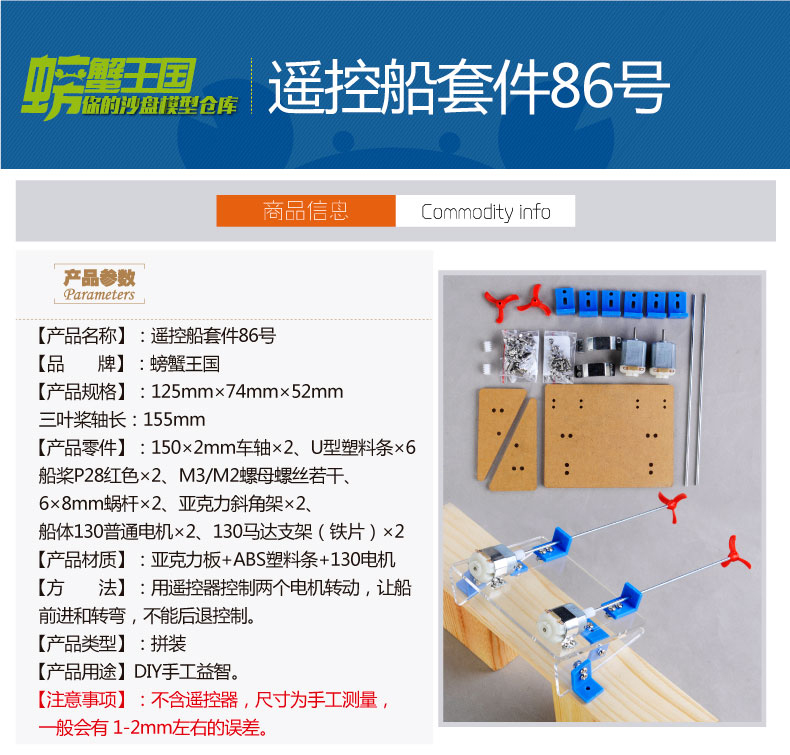 螃蟹王国
你的沙盘模型仓库
遥控船套件86号
商品信息 Commodity info
产品参数
Parameters
【产品名称】：遥控船套件86号
【品　　牌】：螃蟹王国
【产品规格】：125mm×74mm×52mm
三叶桨轴长：155mm
【产品零件】：150×2mm车轴×2、U型塑料条×6
船桨P28红色×2、M3/M2螺母螺丝若干、
6×8mm蜗杆×2、亚克力斜角架×2、
船体130普通电机×2、130马达支架（铁片）×2
【产品材质】：亚克力板+ABS塑料条+130电机
【方　　法】：用遥控器控制两个电机转动，让船
前进和转弯，不能后退控制。
【产品类型】：拼装
【产品用途】DIY手工益智。
【注意事项】：不含遥控器，尺寸为手工测量，
一般会有 1-2mm左右的误差。